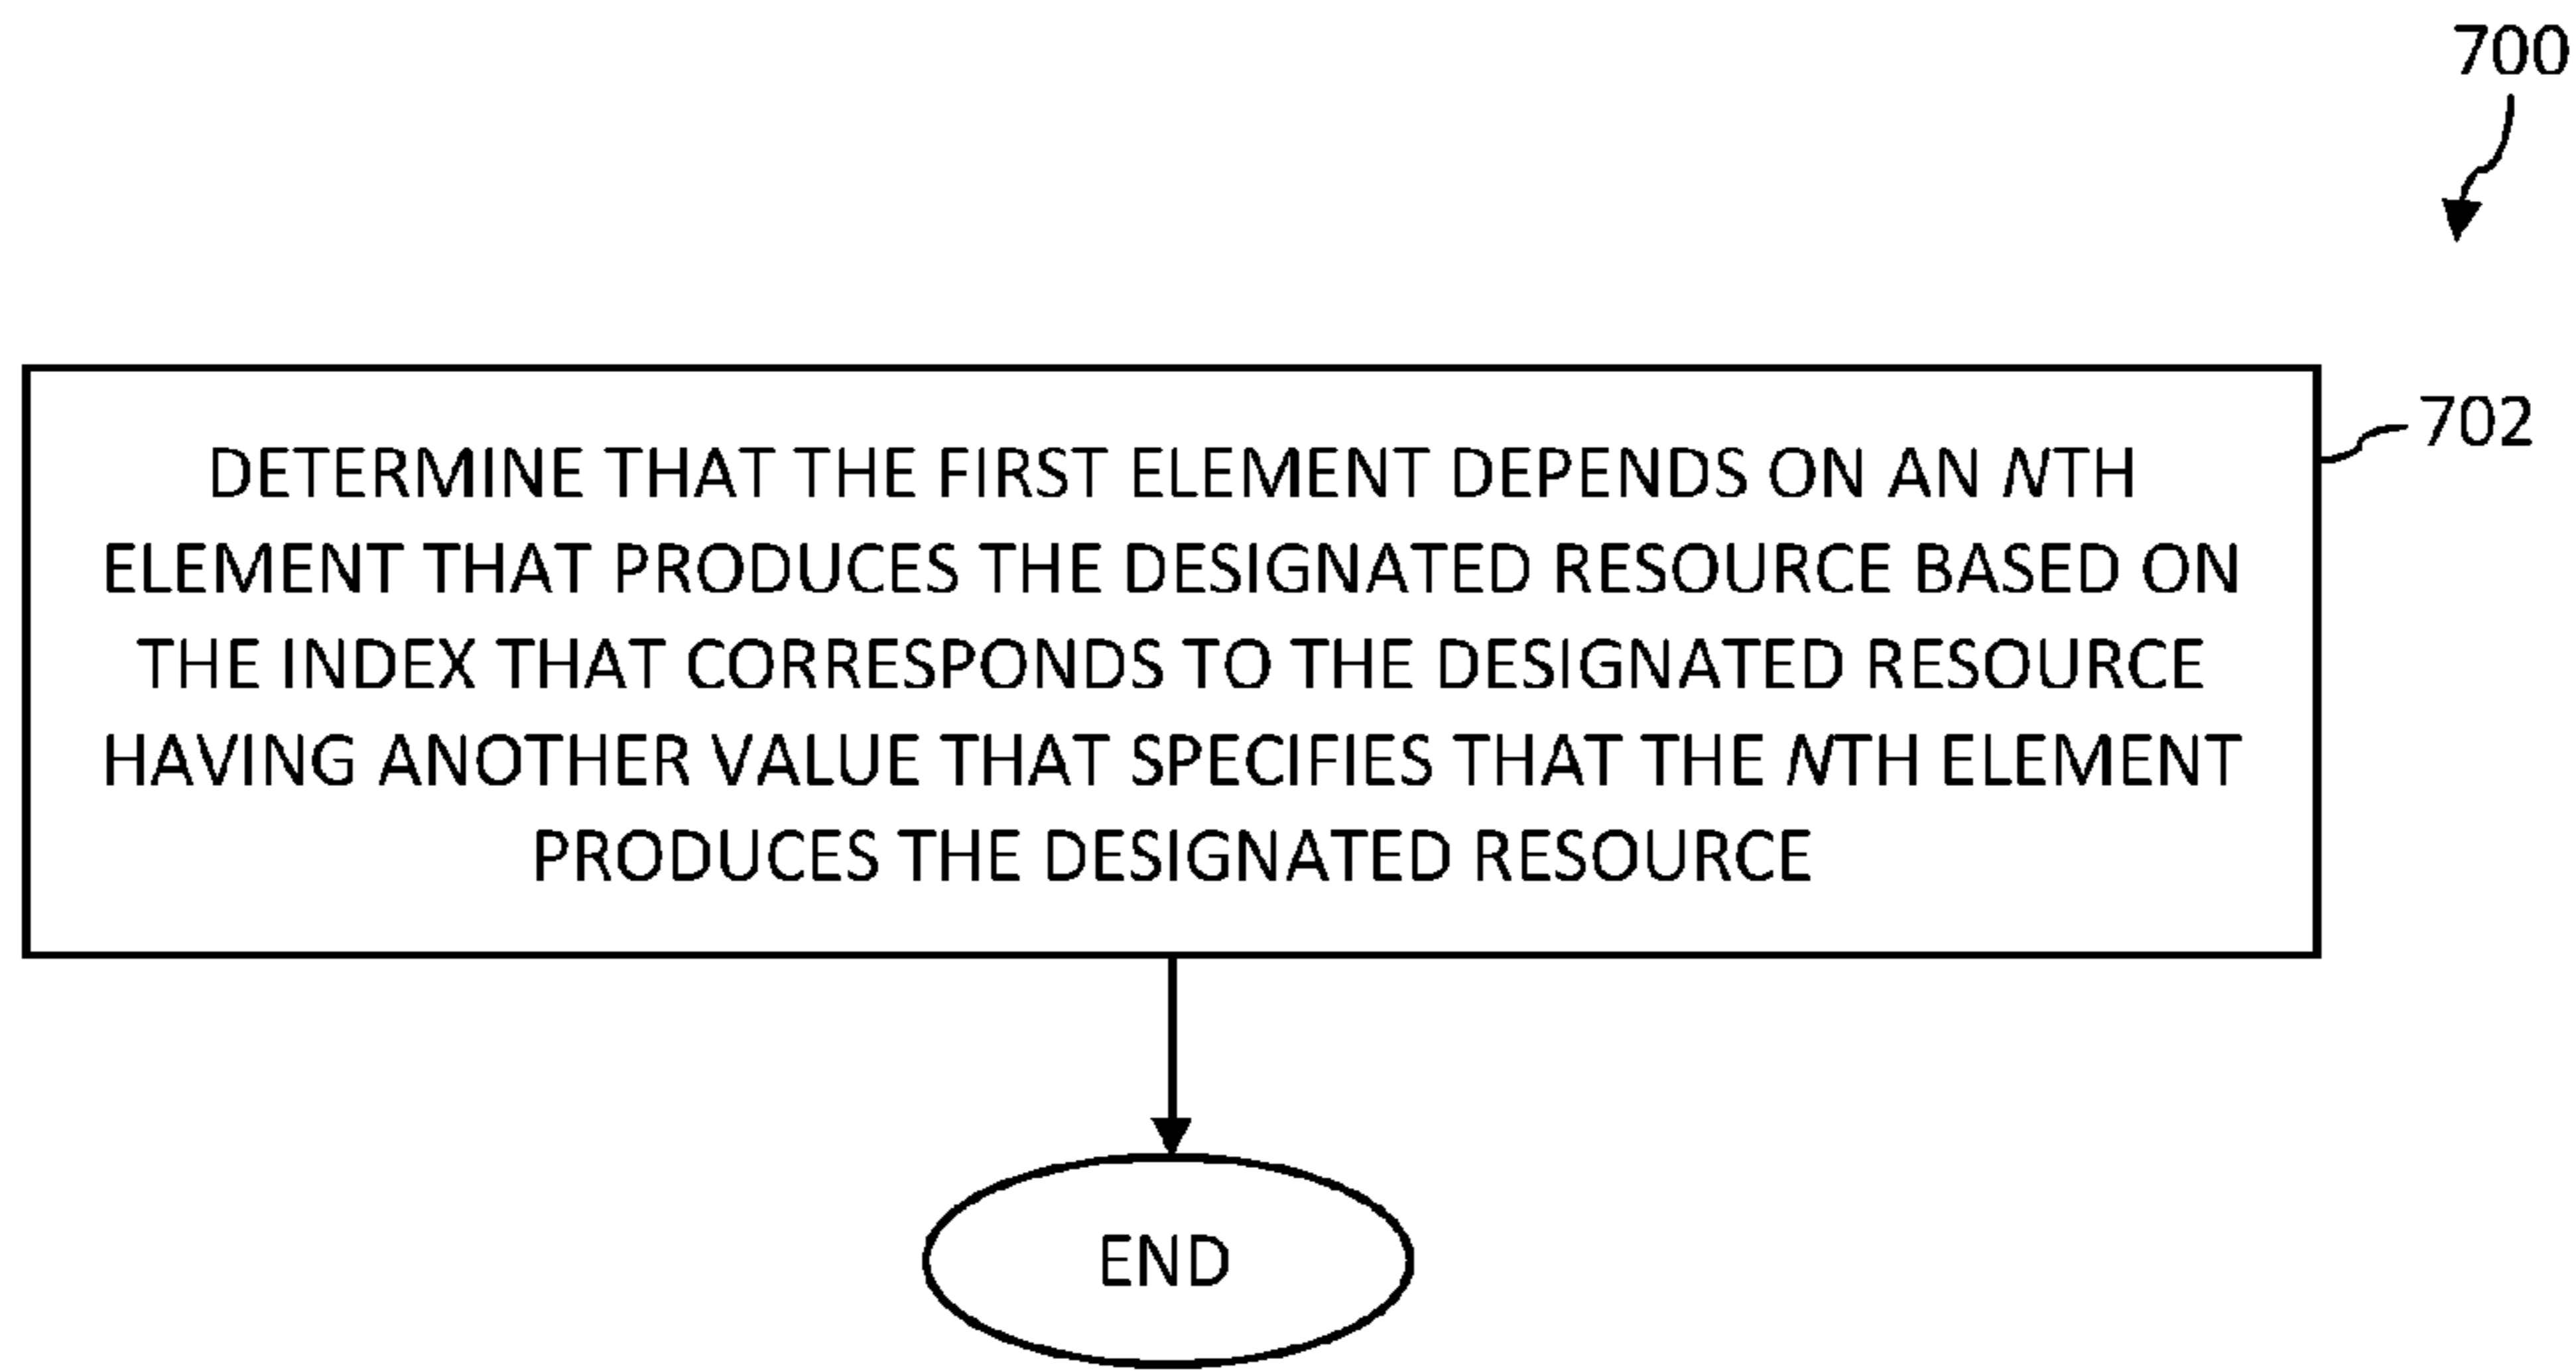 700
702
DETERMINE THAT THE FIRST ELEMENT DEPENDS ON AN NTH
ELEMENT THAT PRODUCES THE DESIGNATED RESOURCE BASED ON
THE INDEX THAT CORRESPONDS TO THE DESIGNATED RESOURCE
HAVING ANOTHER VALUE THAT SPECIFIES THAT THE NTH ELEMENT
PRODUCES THE DESIGNATED RESOURCE
END